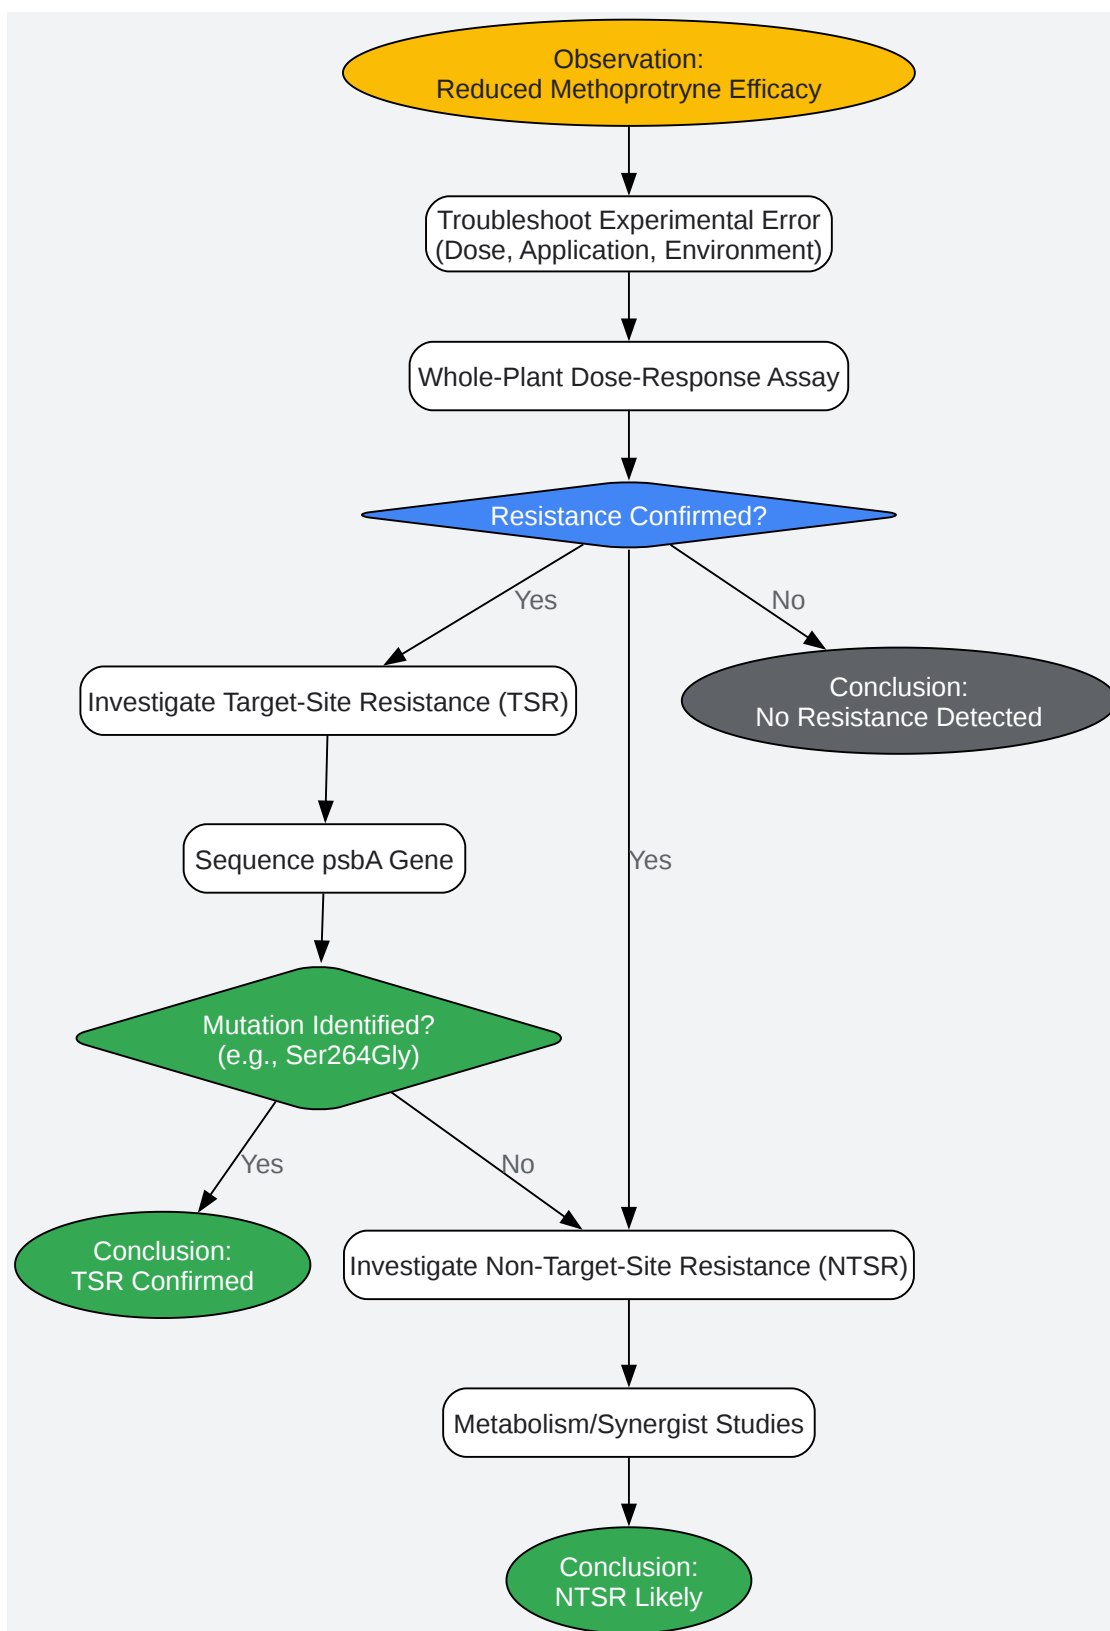 Observation:
Reduced Methoprotryne Efficacy
Troubleshoot Experimental Error
(Dose, Application, Environment)
Whole-Plant Dose-Response Assay
Resistance Confirmed?
Yes
No
Investigate Target-Site Resistance (TSR)
Conclusion:
No Resistance Detected
Sequence psbA Gene
Yes
Mutation Identified?
(e.g., Ser264Gly)
Yes
No
Conclusion:
TSR Confirmed
Investigate Non-Target-Site Resistance (NTSR)
Metabolism/Synergist Studies
Conclusion:
NTSR Likely